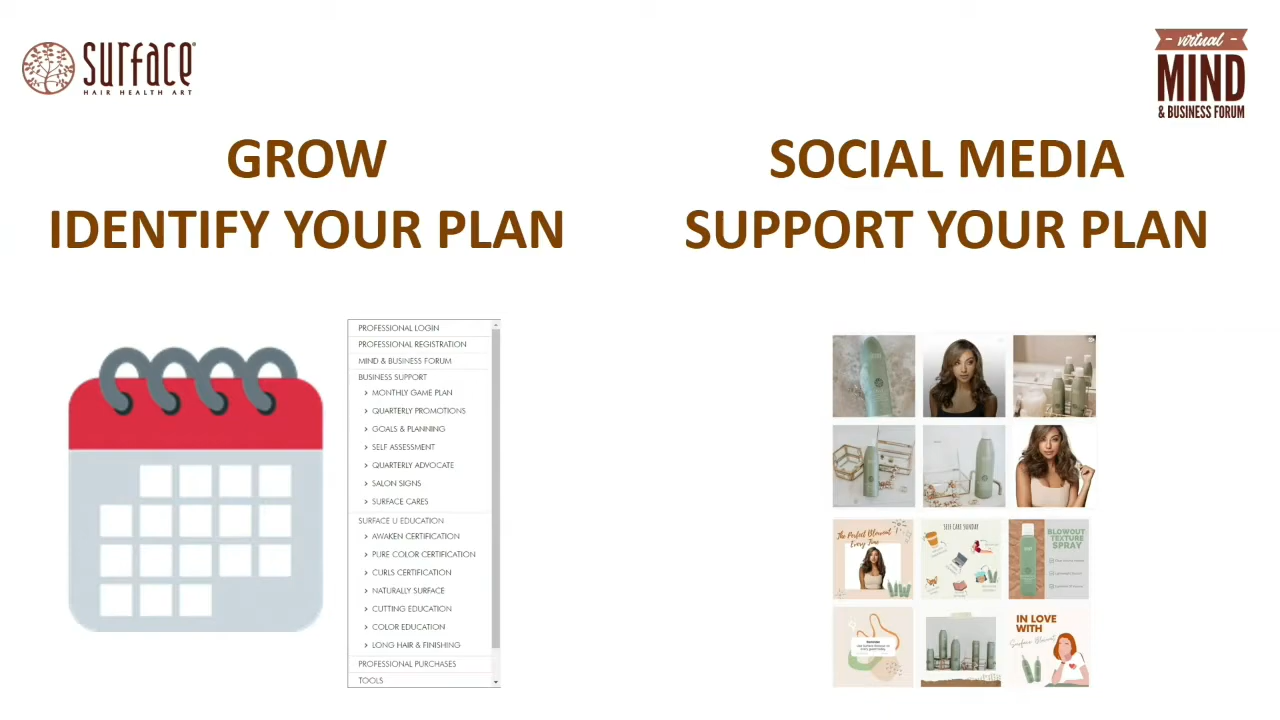 SURFACE
HAIR HEALTH ART
virtual
MIND
& BUSINESS FORUM
GROW
IDENTIFY YOUR PLAN
SOCIAL MEDIA
SUPPORT YOUR PLAN
PROFESSIONAL LOGIN
PROFESSIONAL REGISTRATION
MIND & BUSINESS FORUM
BUSINESS SUPPORT
> MONTHLY GAME PLAN
> QUARTERLY PROMOTIONS
> GOALS & PLANNING
> SELF ASSESSMENT
> QUARTERLY ADVOCATE
> SALON SIGNS
> SURFACE CARES
SURFACE U EDUCATION
> AWAKEN CERTIFICATION
> PURE COLOR CERTIFICATION
> CURLS CERTIFICATION
> NATURALLY SURFACE
> CUTTING EDUCATION
> COLOR EDUCATION
> LONG HAIR & FINISHING
PROFESSIONAL PURCHASES
TOOLS
The Perfect Blowout
Every Time
SELF CARE SUNDAY
BLOWOUT
TEXTURE
SPRAY
IN LOVE
WITH
Surface Blowout